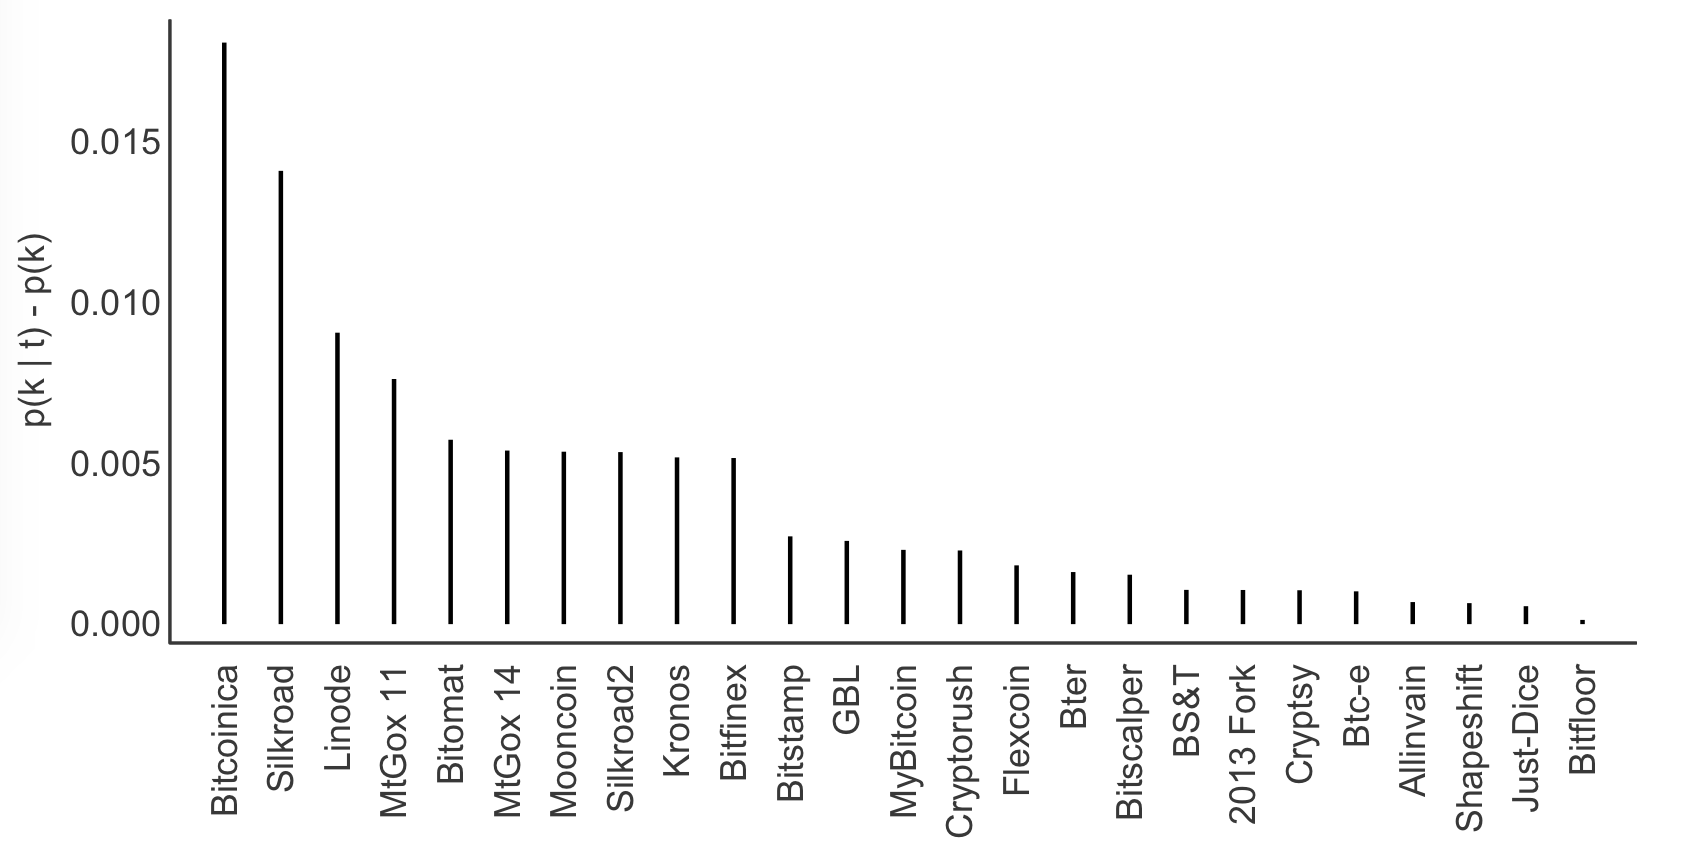 p(k | t) - p(k)
0.015
0.010
0.005
0.000
Bitcoinica
Silkroad
Linode
MtGox 11
Bitomat
MtGox 14
Mooncoin
Silkroad2
Kronos
Bitfinex
Bitstamp
GBL
MyBitcoin
Cryptorush
Flexcoin
Bter
Bitscalper
BS&T
2013 Fork
Cryptsy
Btc-e
Allinvain
Shapeshift
Just-Dice
Bitfloor